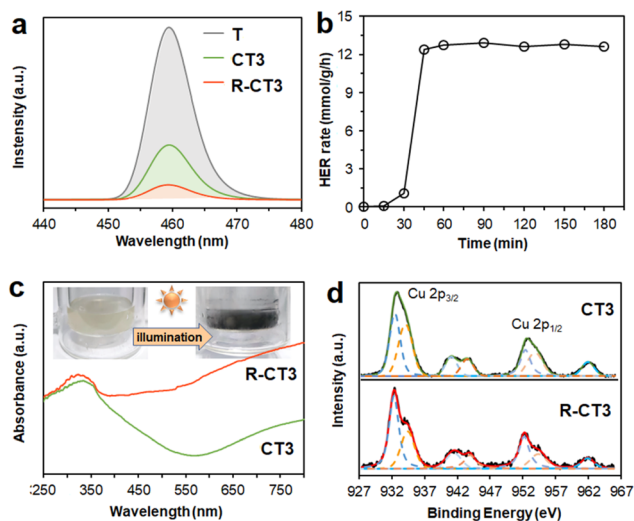 a
T
CT3
R-CT3
Instensity (a.u.)
440 450 460 470 480
Wavelength (nm)
b
HER rate (mmol/g/h)
15
12
9
6
3
0
0 30 60 90 120 150 180
Time (min)
c
illumination
R-CT3
CT3
Absorbance (a.u.)
250 350 450 550 650 750
Wavelength (nm)
d
Cu 2p3/2
CT3
Cu 2p1/2
R-CT3
Intensity (a.u.)
927 932 937 942 947 952 957 962 967
Binding Energy (eV)